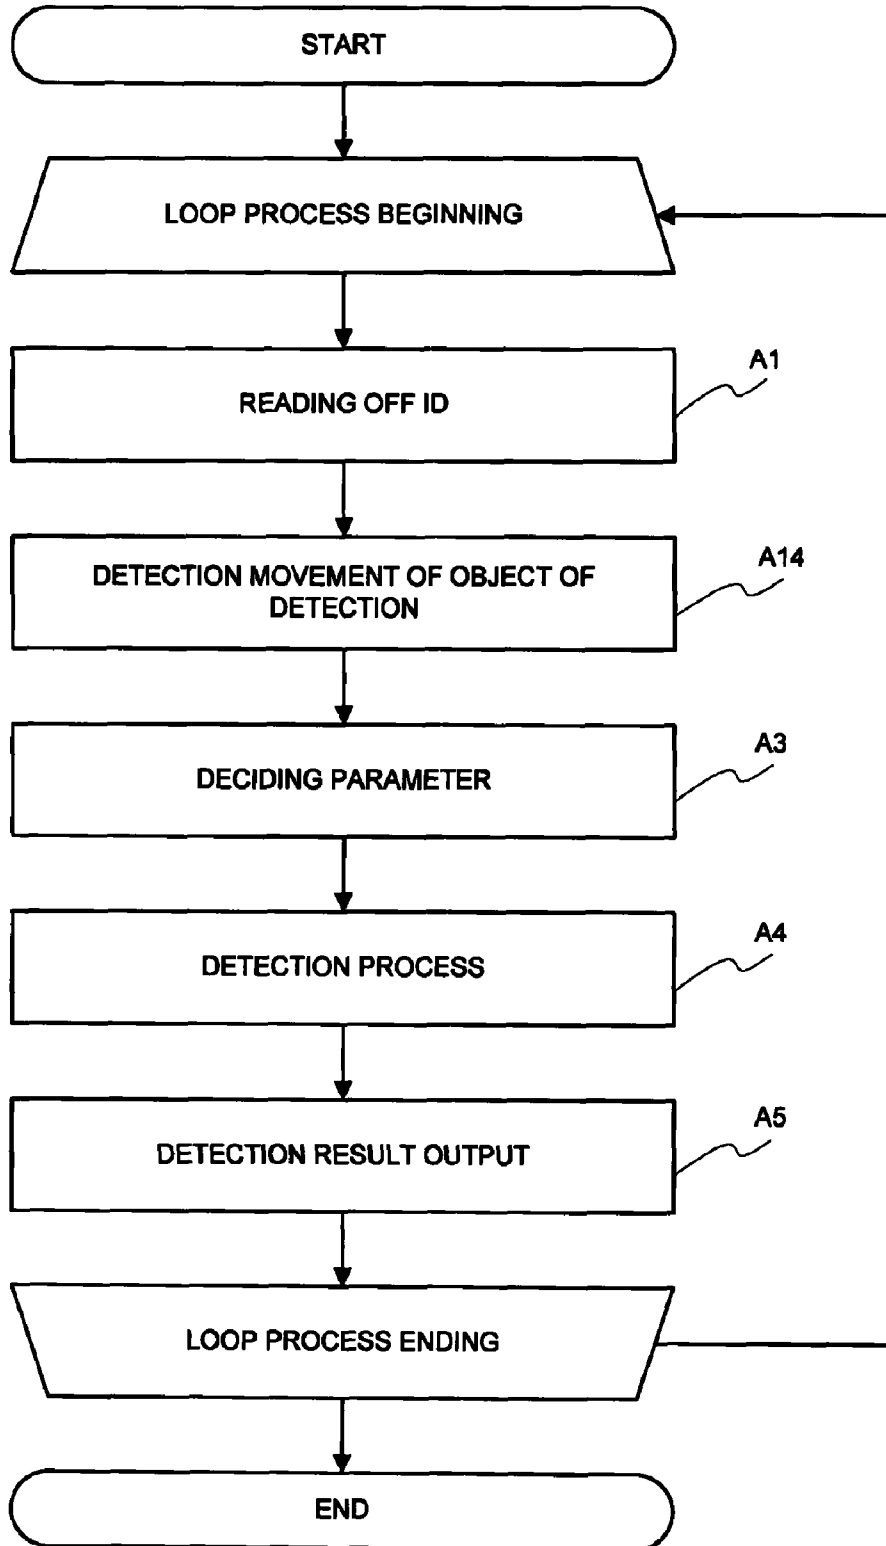 START
LOOP PROCESS BEGINNING
A1
READING OFF ID
A14
DETECTION MOVEMENT OF OBJECT OF
DETECTION
A3
DECIDING PARAMETER
A4
DETECTION PROCESS
A5
DETECTION RESULT OUTPUT
LOOP PROCESS ENDING
END